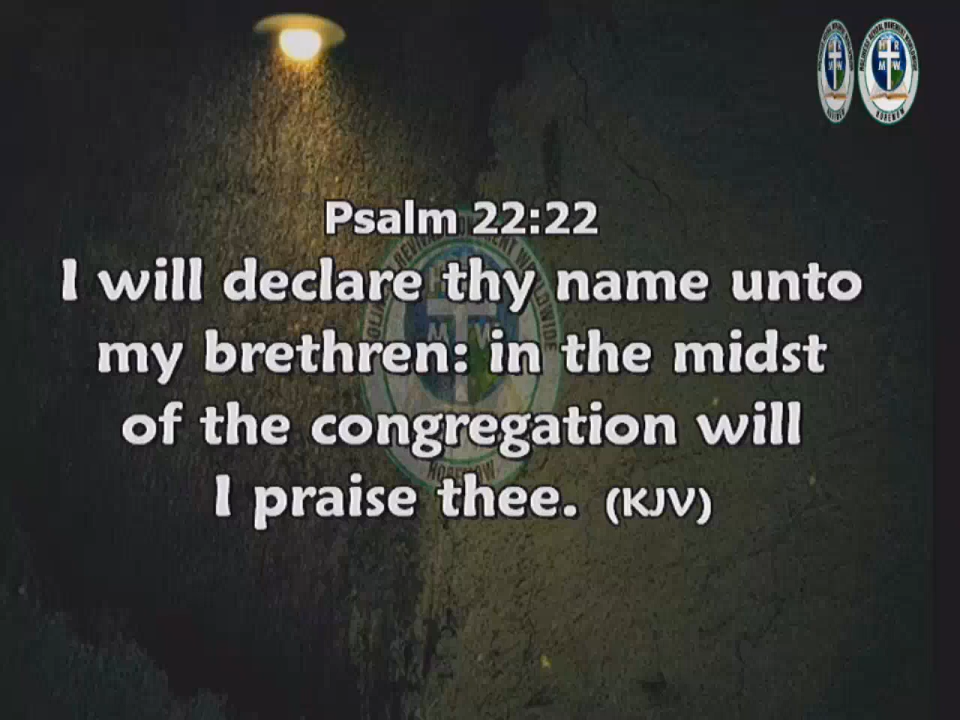 Psalm 22:22
I will declare thy name unto
my brethren: in the midst
of the congregation will
I praise thee. (KJV)